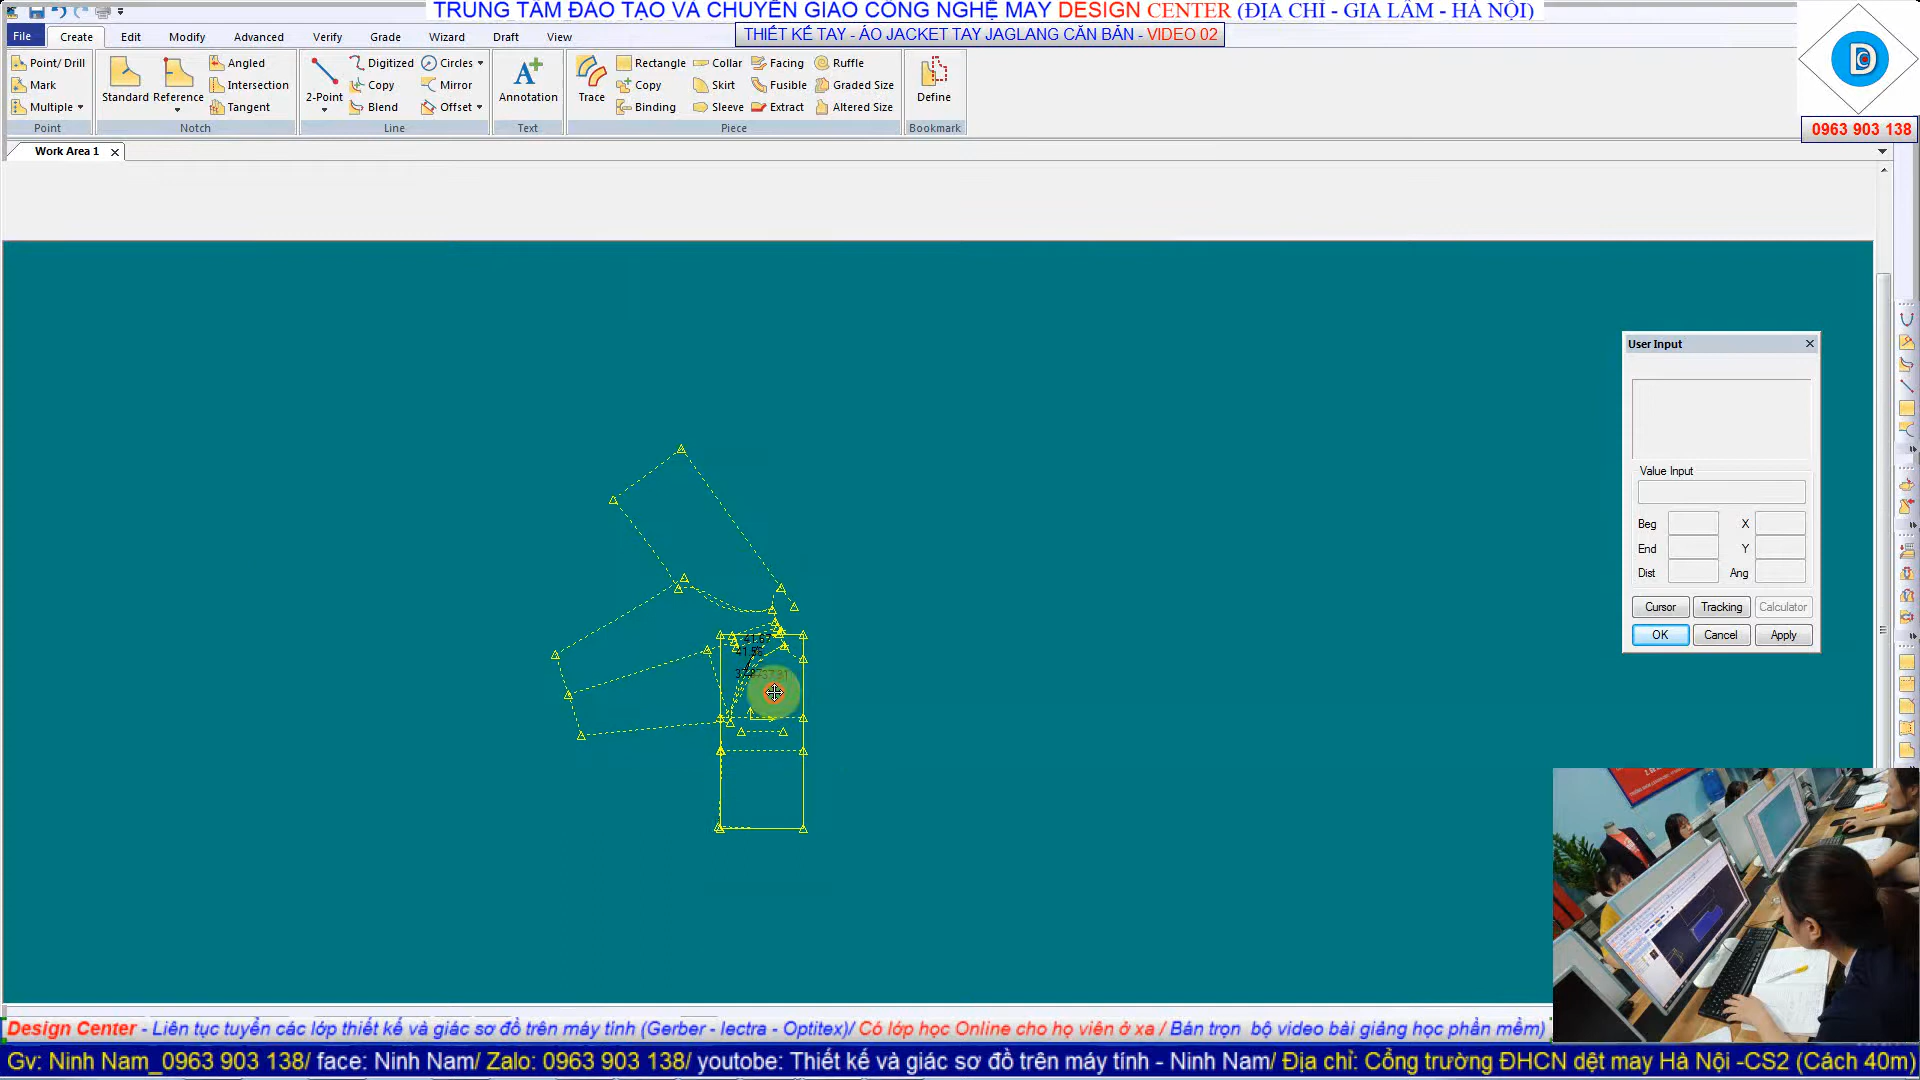 TRUNG TÂM ĐAO TẠO VÀ CHUYỂN GIAO CÔNG NGHỆ MAY DESIGN CENTER (ĐỊA CHỈ - GIA LÂM - HÀ NỘI)
File Create Edit Modify Advanced Verify Grade Wizard Draft View
THIẾT KẾ TAY - ÁO JACKET TAY JAGLANG CĂN BẢN - VIDEO 02
Point/ Drill
Mark
Multiple
Point
Standard
Reference
Angled
Intersection
Tangent
Notch
2-Point
Digitized
Copy
Blend
Circles
Mirror
Offset
Line
Annotation
Text
Trace
Rectangle
Copy
Binding
Collar
Skirt
Sleeve
Facing
Fusible
Extract
Ruffle
Graded Size
Altered Size
Piece
Define
Bookmark
D
0963 903 138
Work Area 1
User Input
Value Input
Beg X
End Y
Dist Ang
Cursor Tracking Calculator
OK Cancel Apply
Design Center - Liên tục tuyển các lớp thiết kế và giác sơ đồ trên máy tính (Gerber - lectra - Optitex)/ Có lớp học Online cho họ viên ở xa / Bán trọn bộ video bài giảng học phần mềm)
Gv: Ninh Nam_0963 903 138/ face: Ninh Nam/ Zalo: 0963 903 138/ youtobe: Thiết kế và giác sơ đồ trên máy tính - Ninh Nam/ Địa chỉ: Cổng trường ĐHCN dệt may Hà Nội -CS2 (Cách 40m)